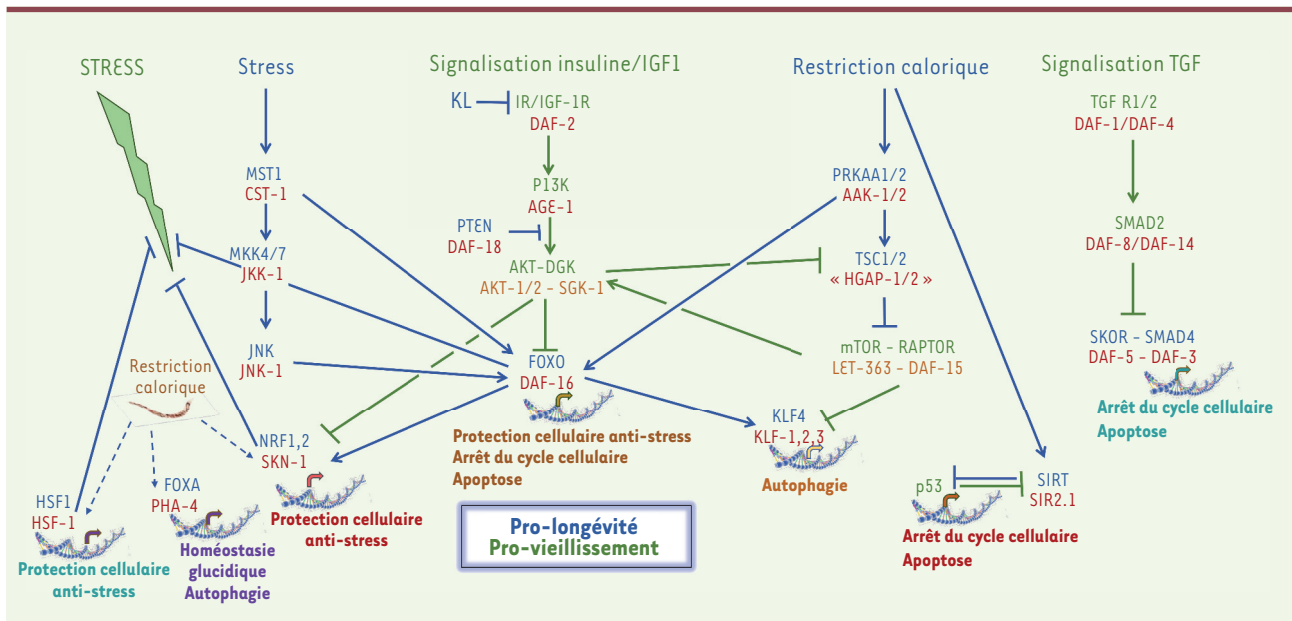 STRESS
Stress
Signalisation insuline/IGF1
Restriction calorique
Signalisation TGF
KL
IR/IGF-1R
DAF-2
TGF R1/2
DAF-1/DAF-4
MST1
CST-1
P13K
AGE-1
PRKAA1/2
AAK-1/2
PTEN
DAF-18
SMAD2
DAF-8/DAF-14
MKK4/7
JKK-1
AKT-DGK
AKT-1/2 - SGK-1
TSC1/2
« HGAP-1/2 »
JNK
JNK-1
FOXO
DAF-16
mTOR - RAPTOR
LET-363 - DAF-15
SKOR - SMAD4
DAF-5 - DAF-3
Arrêt du cycle cellulaire
Apoptose
Restriction
calorique
NRF1,2
SKN-1
Protection cellulaire
anti-stress
Protection cellulaire anti-stress
Arrêt du cycle cellulaire
Apoptose
KLF4
KLF-1,2,3
Autophagie
HSF1
HSF-1
Protection cellulaire
anti-stress
FOXA
PHA-4
Homéostasie
glucidique
Autophagie
p53
SIRT
SIR2.1
Arrêt du cycle cellulaire
Apoptose
Pro-longévité
Pro-vieillissement